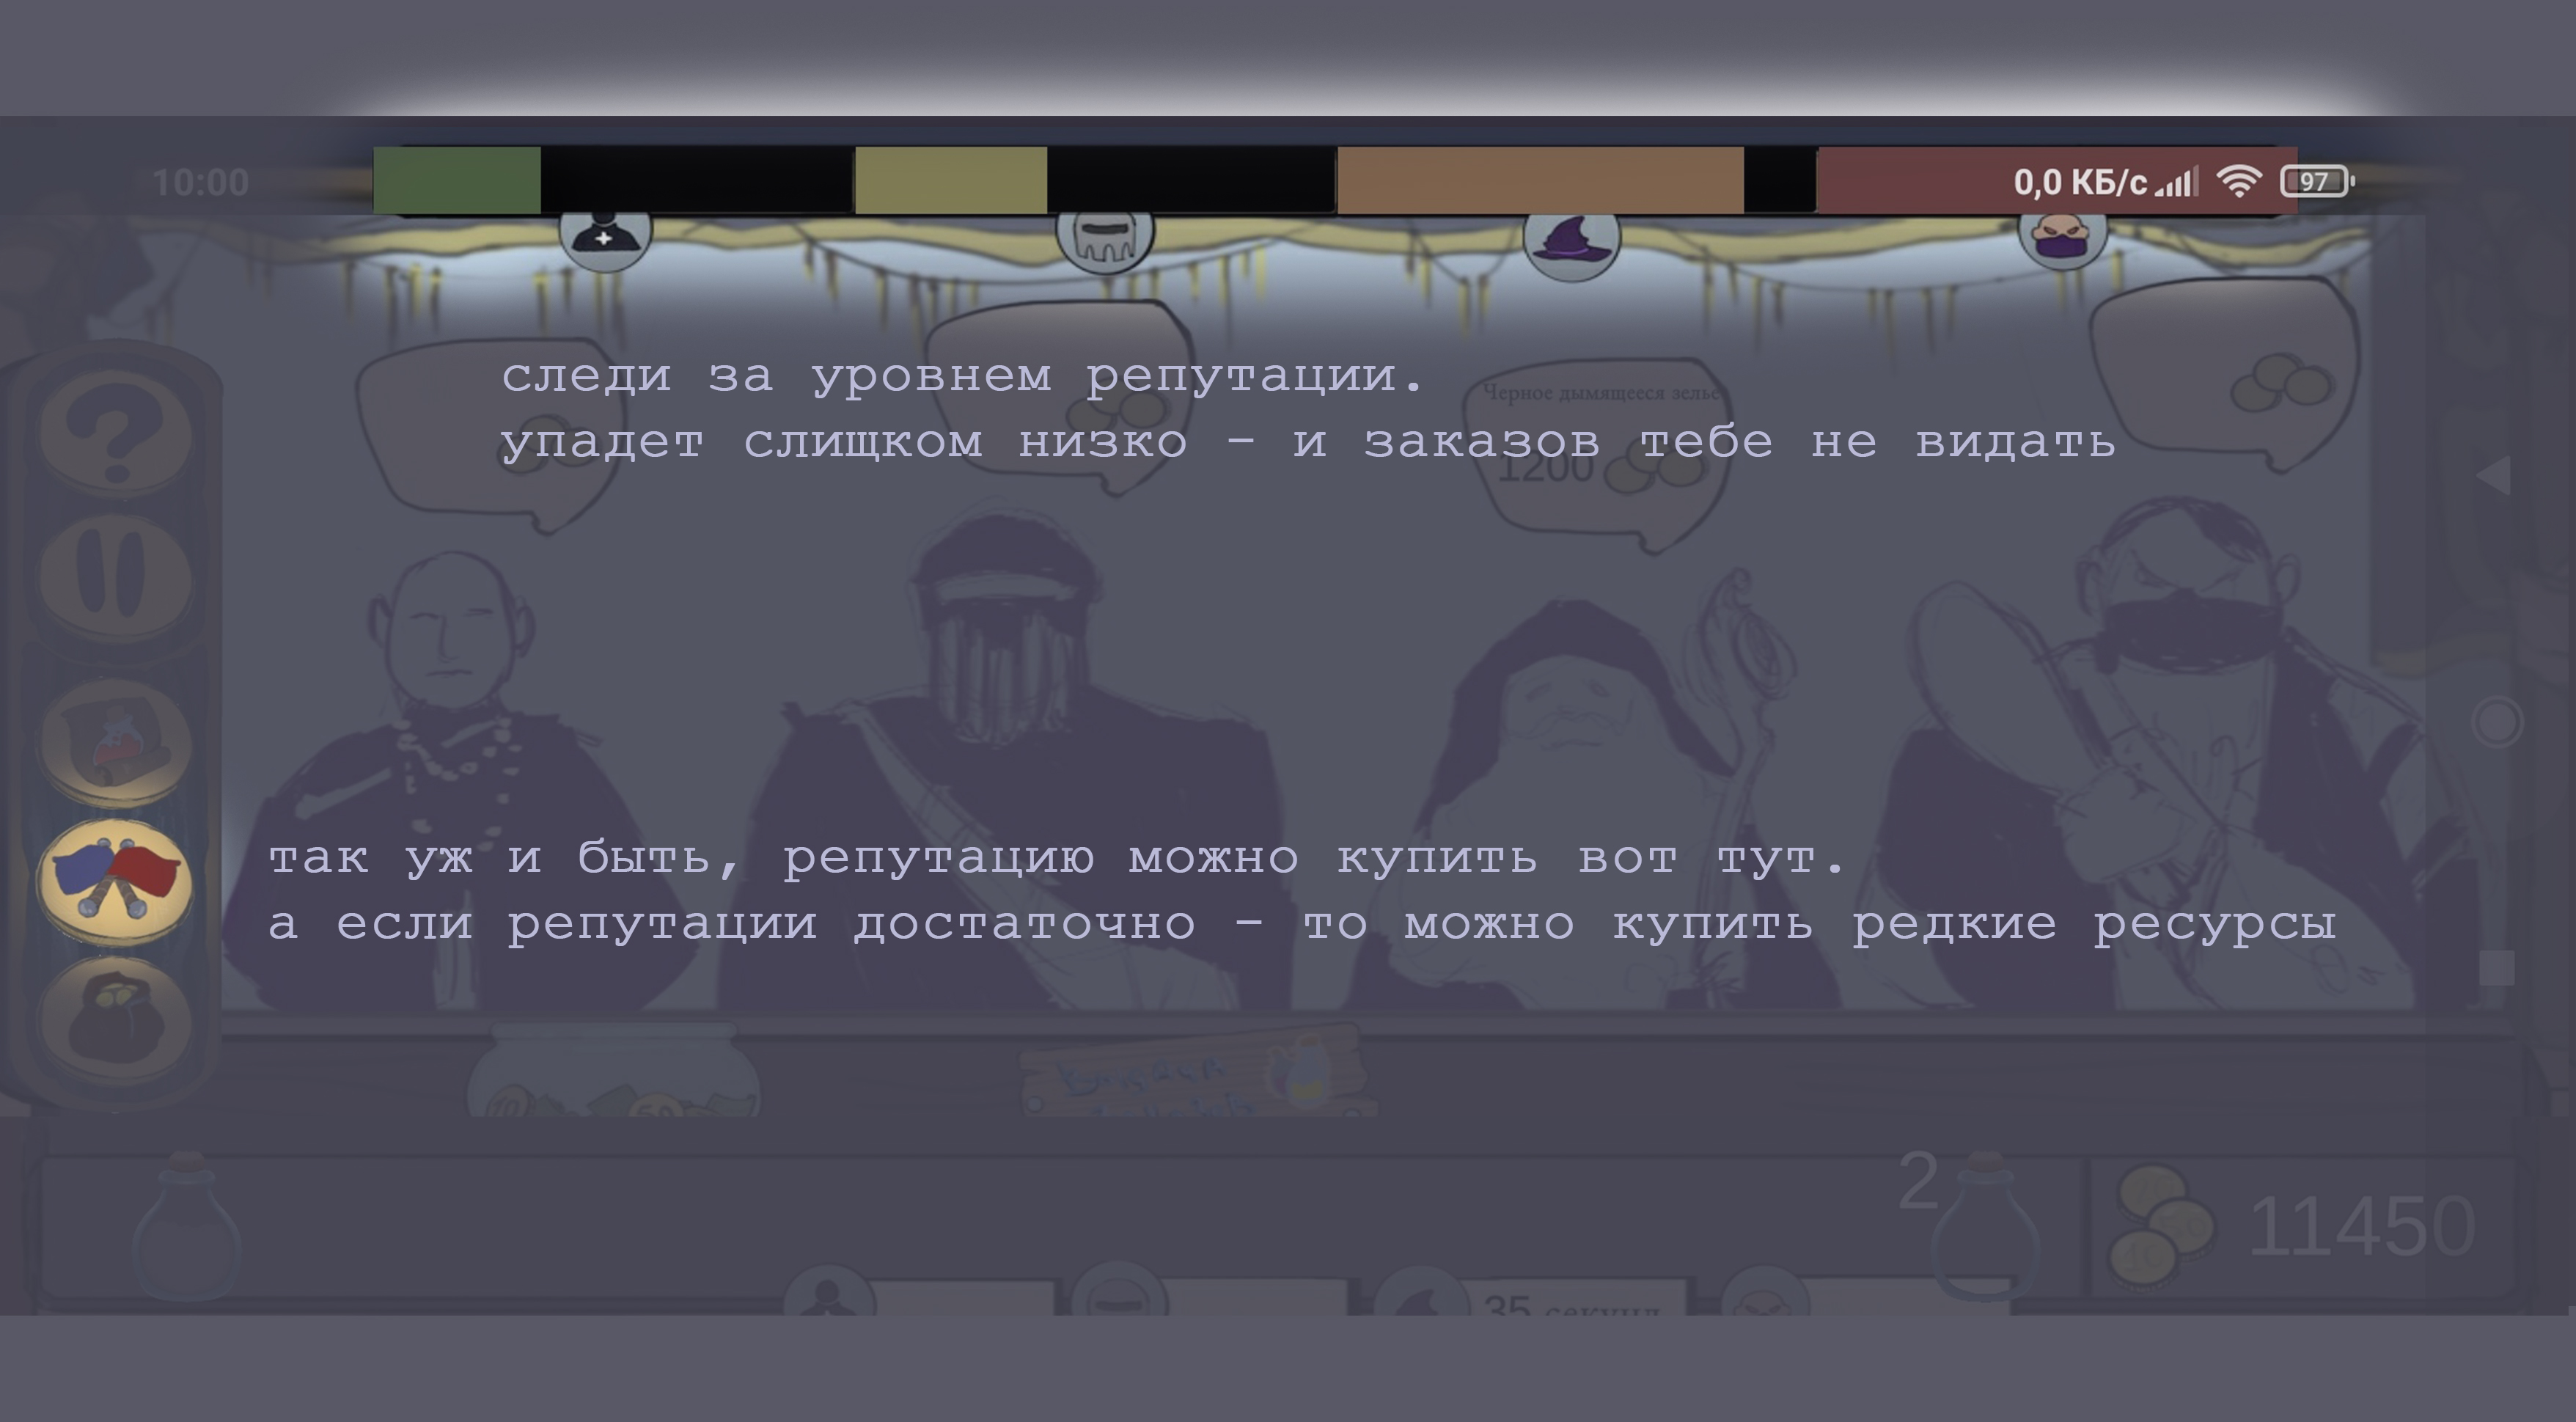 10:00
0,0 КБ/с
97
следи за уровнем репутации.
упадет слищком низко - и заказов тебе не видать
Черное дымящееся зелье
1200
так уж и быть, репутацию можно купить вот тут.
а если репутации достаточно - то можно купить редкие ресурсы
50
2
11450
35 секунд